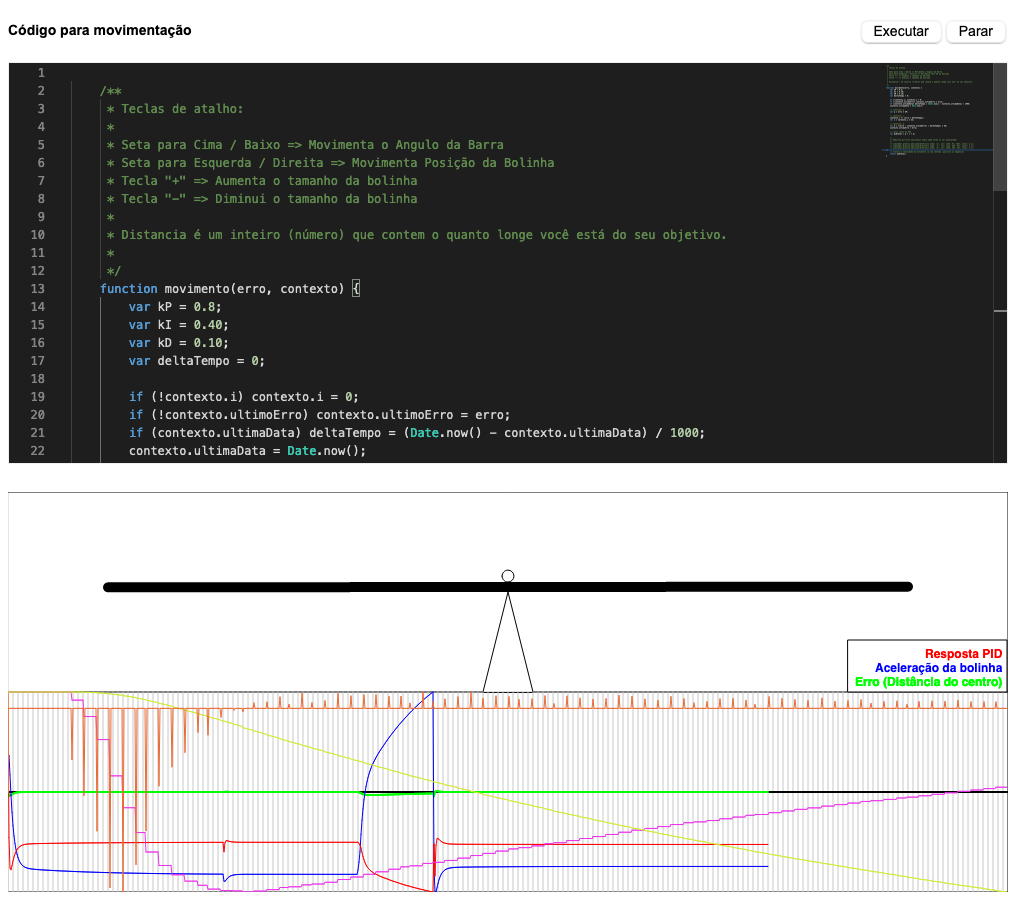 Código para movimentação
Executar
Parar
1
2 /**
3 * Teclas de atalho:
4 *
5 * Seta para Cima / Baixo => Movimenta o Angulo da Barra
6 * Seta para Esquerda / Direita => Movimenta Posição da Bolinha
7 * Tecla "+" => Aumenta o tamanho da bolinha
8 * Tecla "-" => Diminui o tamanho da bolinha
9 *
10 * Distancia é um inteiro (número) que contem o quanto longe você está do seu objetivo.
11 *
12 */
13 function movimento(erro, contexto) {
14 var kP = 0.8;
15 var kI = 0.40;
16 var kD = 0.10;
17 var deltaTempo = 0;
18
19 if (!contexto.i) contexto.i = 0;
20 if (!contexto.ultimoErro) contexto.ultimoErro = erro;
21 if (contexto.ultimaData) deltaTempo = (Date.now() - contexto.ultimaData) / 1000;
22 contexto.ultimaData = Date.now();
Resposta PID
Aceleração da bolinha
Erro (Distância do centro)